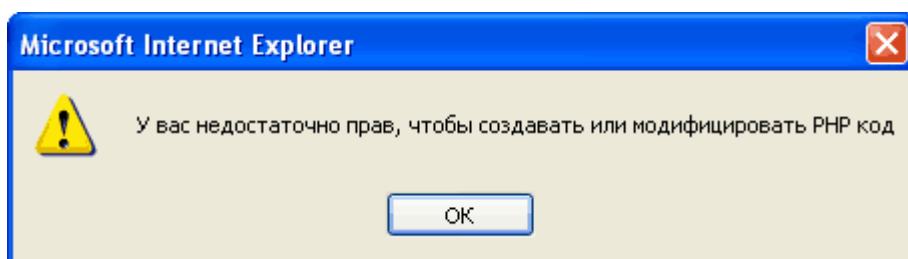 Microsoft Internet Explorer
У вас недостаточно прав, чтобы создавать или модифицировать PHP код
OK